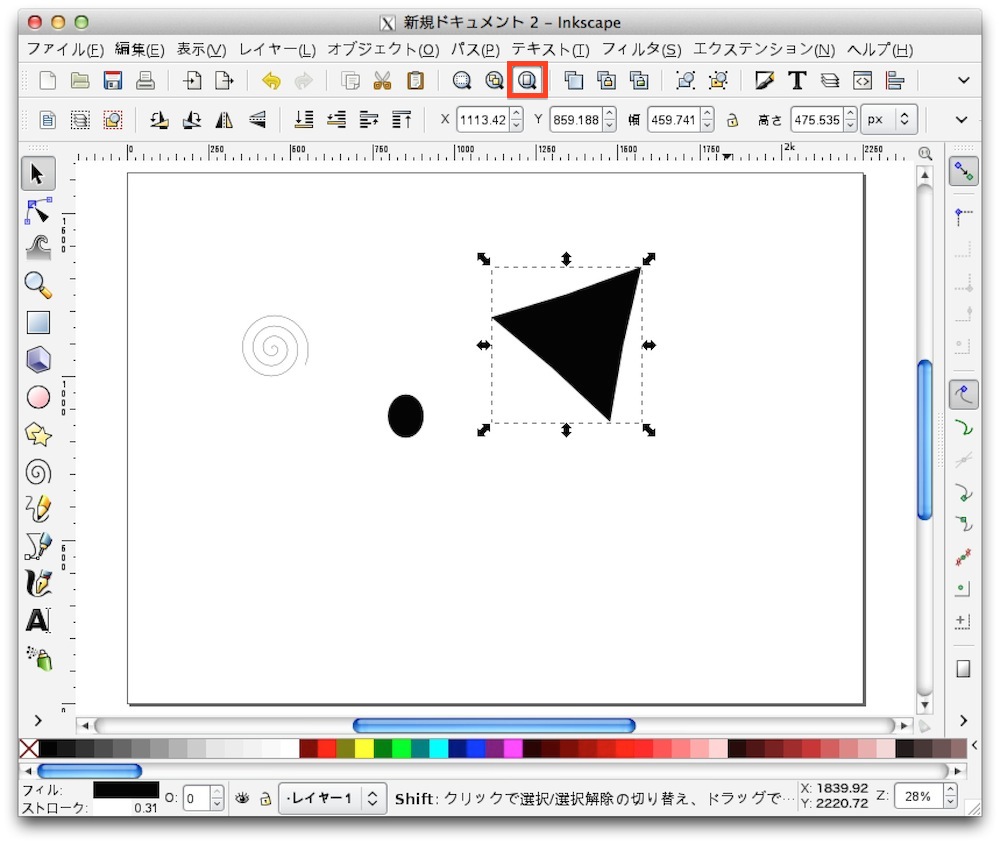 新規ドキュメント 2 – Inkscape
ファイル(F) 編集(E) 表示(V) レイヤー(L) オブジェクト(O) パス(P) テキスト(T) フィルタ(S) エクステンション(N) ヘルプ(H)
X 1113.42 Y 859.188 幅 459.741 高さ 475.535 px
0 250 500 750 1000 1250 1500 1750 2k 2250
1500
1000
500
0
フィル:
ストローク: 0.31
O: 0
·レイヤー 1
Shift: クリックで選択/選択解除の切り替え、ドラッグで…
X: 1839.92
Y: 2220.72
Z: 28%